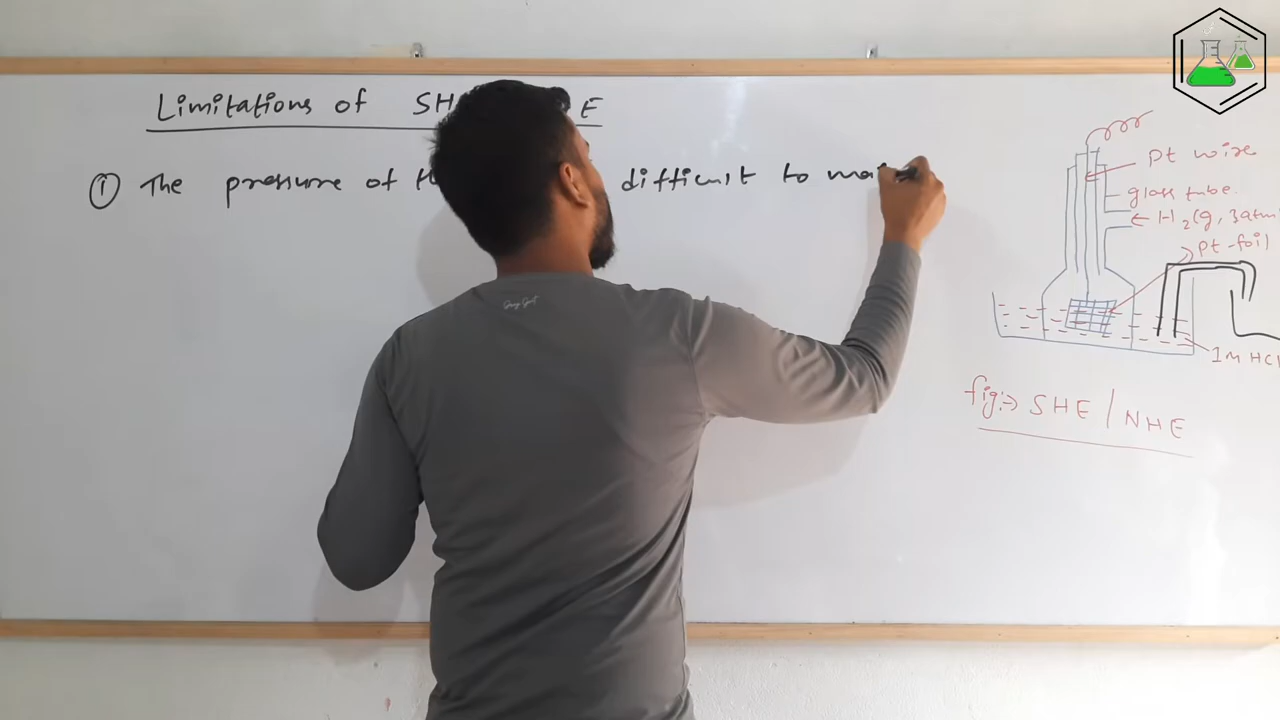 Limitations of SH E
① The pressure of difficult to mai
Pt wire
glass tube.
← H2(g, 1atm)
Pt-foil
1M HCl
fig:→ SHE / NHE